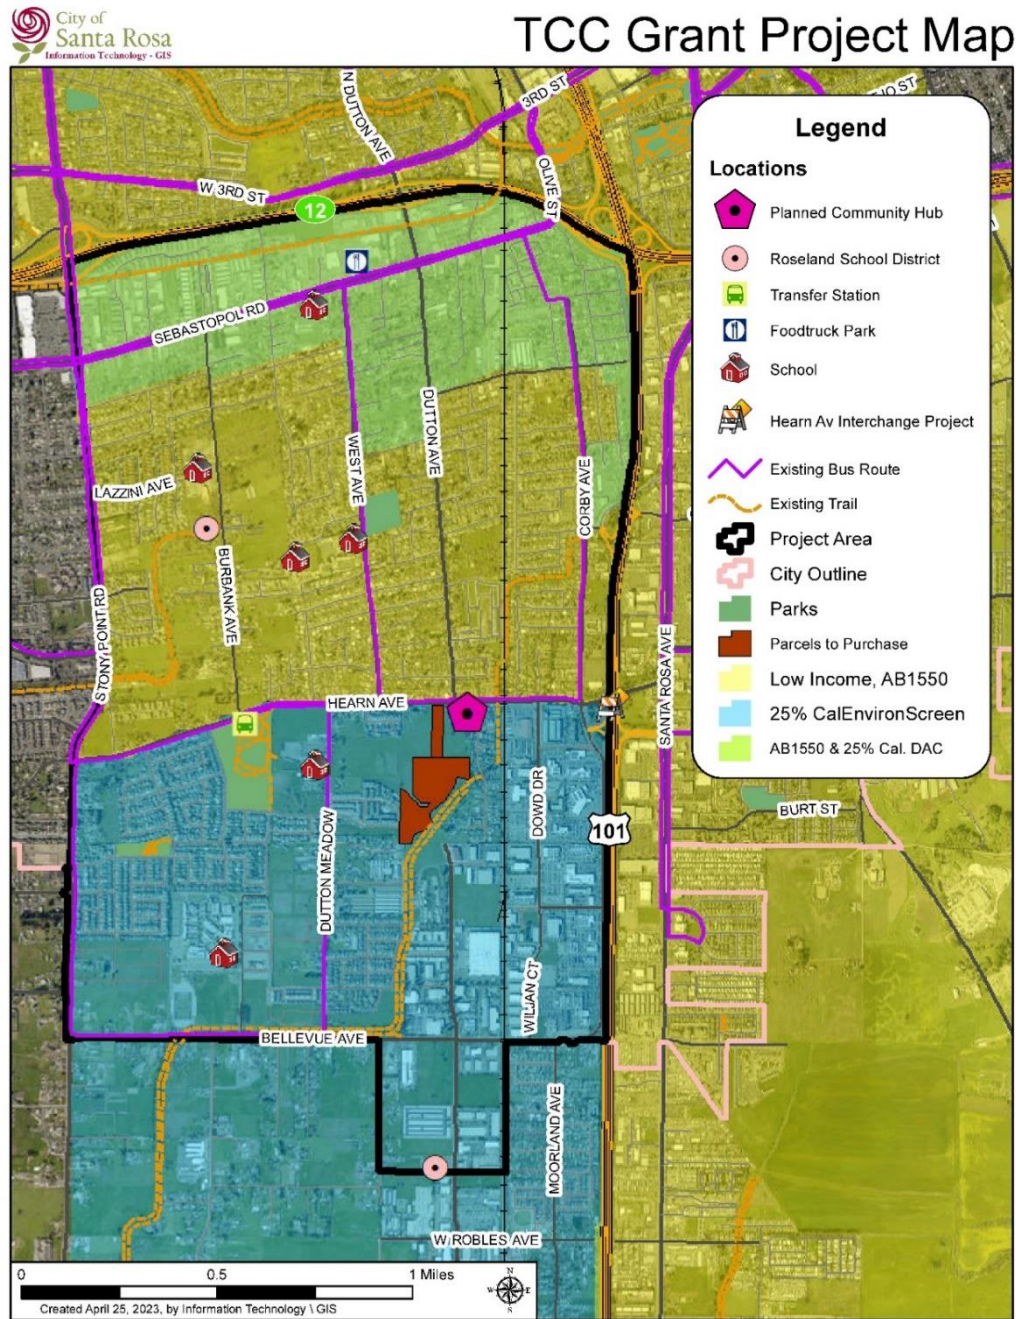 City of
Santa Rosa
Information Technology - GIS
TCC Grant Project Map
N DUTTON AVE
3RD ST
JO ST
W 3RD ST
OLIVE ST
12
SEBASTOPOL RD
LAZZINI AVE
WEST AVE
DUTTON AVE
CORBY AVE
BURBANK AVE
STONY POINT RD
HEARN AVE
SANTA ROSA AVE
DUTTON MEADOW
DOWD DR
BURT ST
101
WILJAN CT
BELLEVUE AVE
MOORLAND AVE
W ROBLES AVE
Legend
Locations
Planned Community Hub
Roseland School District
Transfer Station
Foodtruck Park
School
Hearn Av Interchange Project
Existing Bus Route
Existing Trail
Project Area
City Outline
Parks
Parcels to Purchase
Low Income, AB1550
25% CalEnvironScreen
AB1550 & 25% Cal. DAC
0 0.5 1 Miles
N
W E
S
Created April 25, 2023, by Information Technology \ GIS